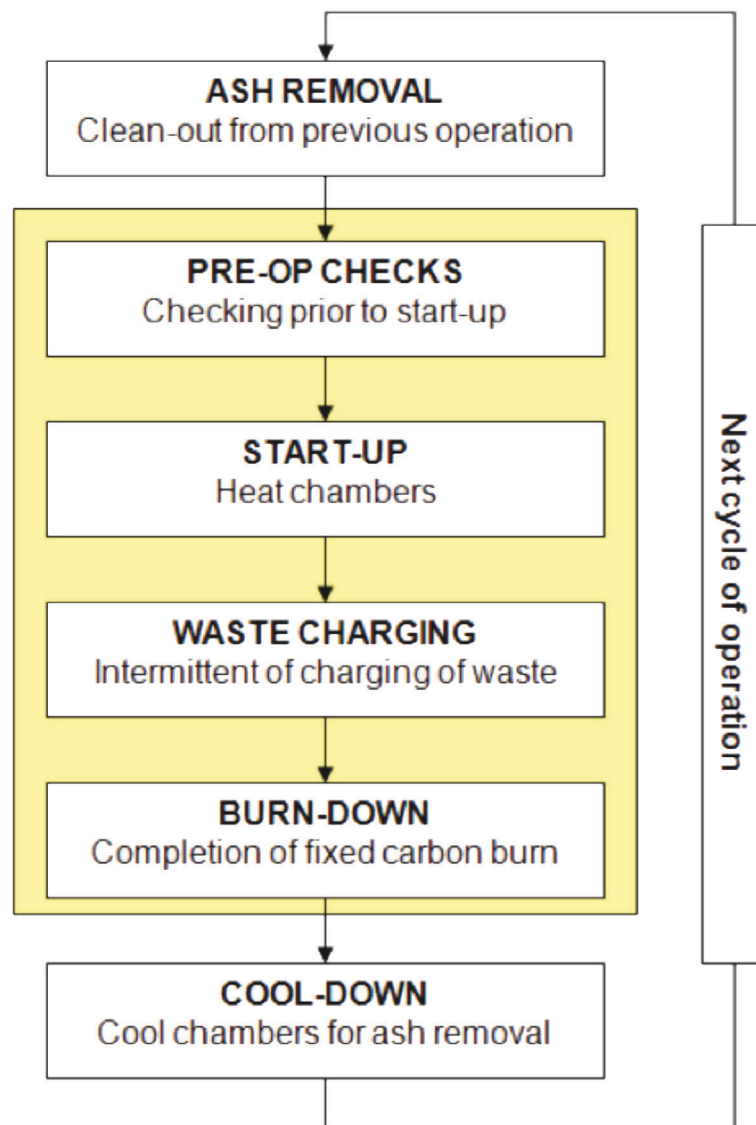 ASH REMOVAL
Clean-out from previous operation
PRE-OP CHECKS
Checking prior to start-up
START-UP
Heat chambers
WASTE CHARGING
Intermittent of charging of waste
BURN-DOWN
Completion of fixed carbon burn
COOL-DOWN
Cool chambers for ash removal
Next cycle of operation